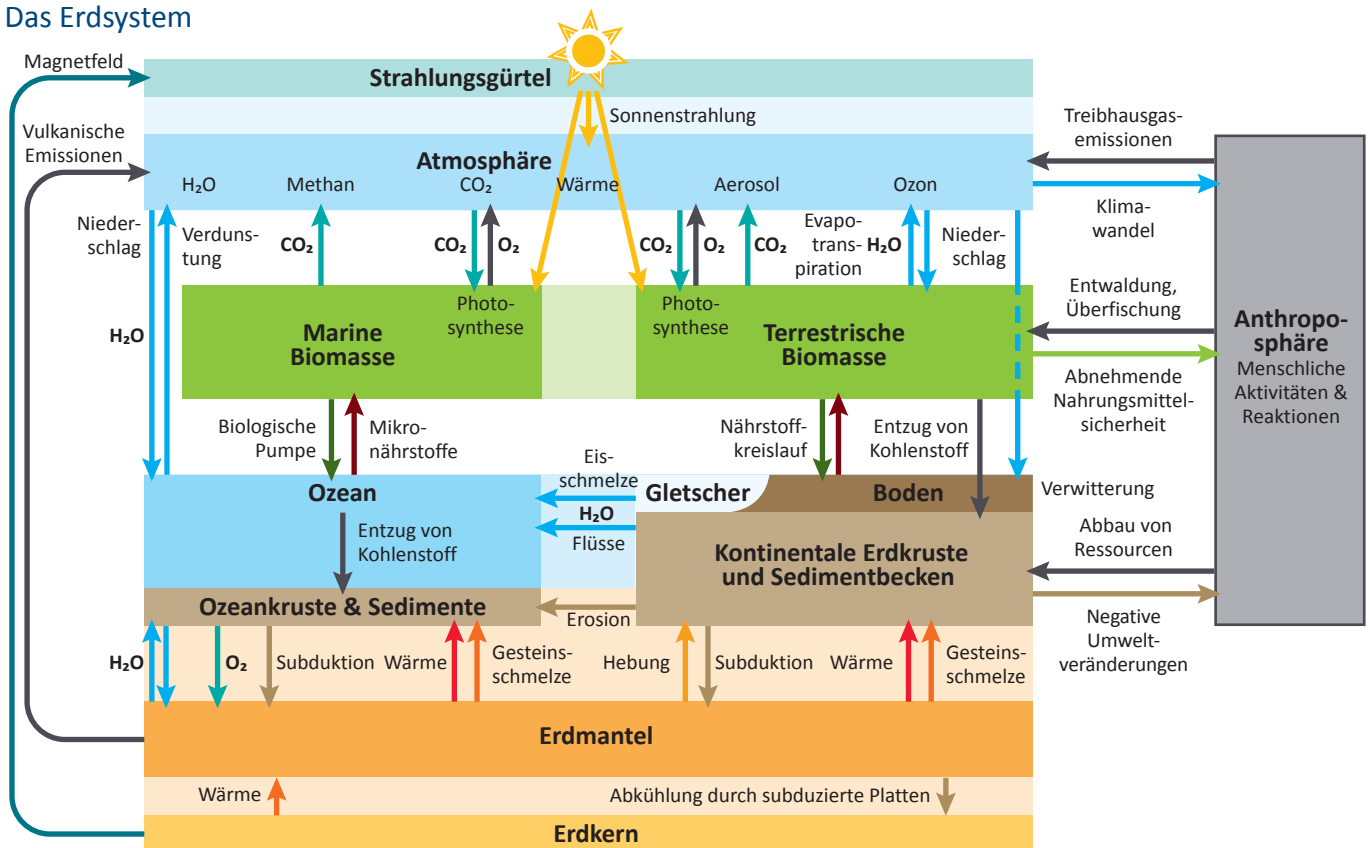 Das Erdsystem
Magnetfeld
Strahlungsgürtel
Sonnenstrahlung
Vulkanische
Emissionen
Treibhausgas-
emissionen
Atmosphäre
H₂O
Methan
CO₂
Wärme
Aerosol
Ozon
Klima-
wandel
Nieder-
schlag
Verduns-
tung
CO₂
CO₂
O₂
CO₂
O₂
CO₂
Evapo-
trans-
piration
H₂O
Nieder-
schlag
H₂O
Photo-
synthese
Marine
Biomasse
Photo-
synthese
Terrestrische
Biomasse
Entwaldung,
Überfischung
Anthropo-
sphäre
Menschliche
Aktivitäten &
Reaktionen
Abnehmende
Nahrungsmittel-
sicherheit
Biologische
Pumpe
Mikro-
nährstoffe
Nährstoff-
kreislauf
Entzug von
Kohlenstoff
Ozean
Eis-
schmelze
H₂O
Flüsse
Gletscher
Boden
Verwitterung
Entzug von
Kohlenstoff
Kontinentale Erdkruste
und Sedimentbecken
Abbau von
Ressourcen
Ozeankruste & Sedimente
Erosion
Negative
Umwelt-
veränderungen
H₂O
O₂
Subduktion
Wärme
Gesteins-
schmelze
Hebung
Subduktion
Wärme
Gesteins-
schmelze
Erdmantel
Wärme
Abkühlung durch subduzierte Platten
Erdkern